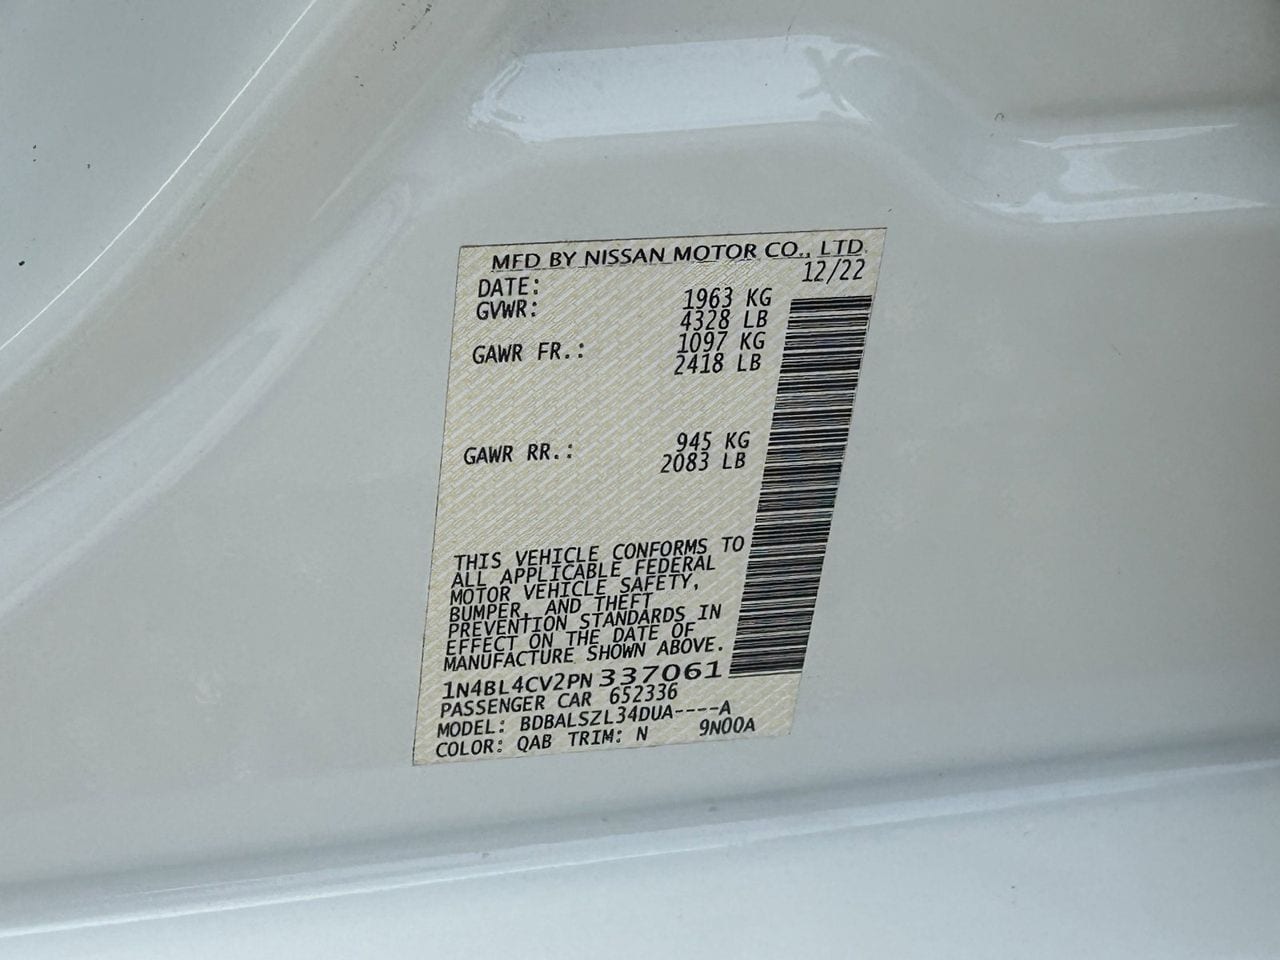 MFD BY NISSAN MOTOR CO., LTD.
DATE: 12/22
GVWR: 1963 KG
4328 LB
GAWR FR.: 1097 KG
2418 LB
GAWR RR.: 945 KG
2083 LB
THIS VEHICLE CONFORMS TO
ALL APPLICABLE FEDERAL
MOTOR VEHICLE SAFETY,
BUMPER, AND THEFT
PREVENTION STANDARDS IN
EFFECT ON THE DATE OF
MANUFACTURE SHOWN ABOVE.
1N4BL4CV2PN337061
PASSENGER CAR 652336
MODEL: BDBALSZL34DUA----A
COLOR: QAB TRIM: N 9N00A